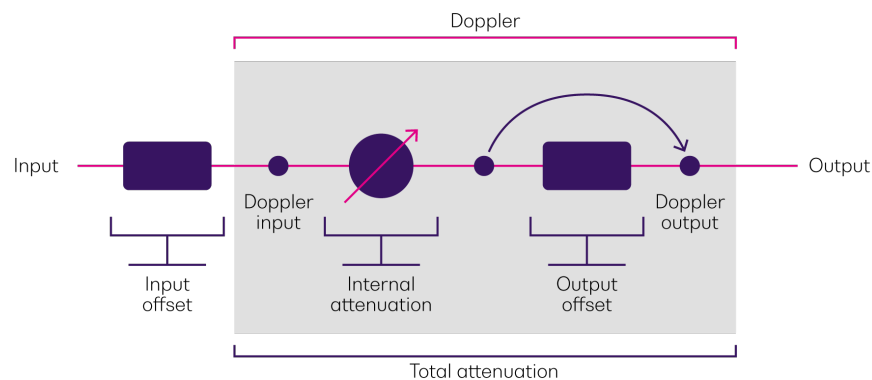 Doppler
Input
Output
Doppler
input
Doppler
output
Input
offset
Internal
attenuation
Output
offset
Total attenuation